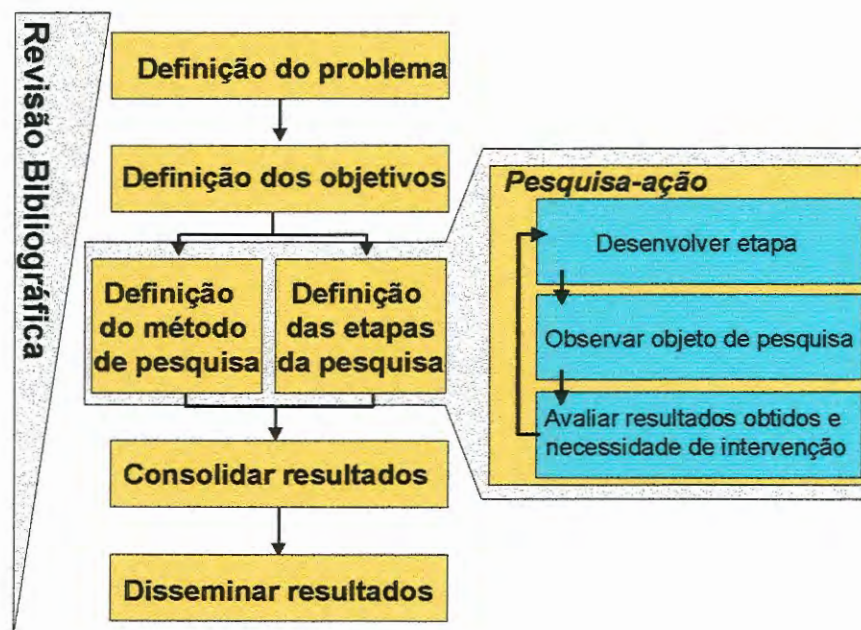 Revisão Bibliográfica
Definição do problema
Definição dos objetivos
Definição
do método
de pesquisa
Definição
das etapas
da pesquisa
Consolidar resultados
Disseminar resultados
Pesquisa-ação
Desenvolver etapa
Observar objeto de pesquisa
Avaliar resultados obtidos e
necessidade de intervenção